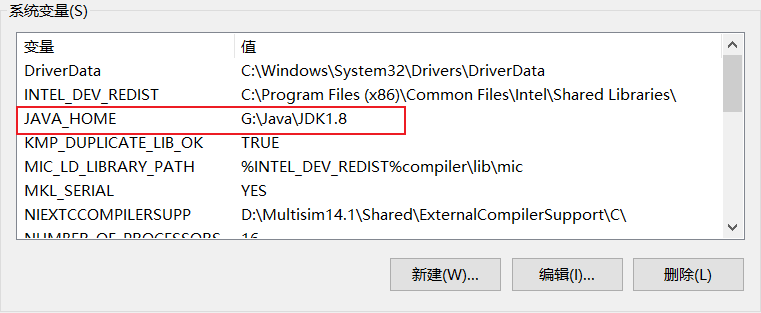 系统变量(S)
变量 值
DriverData C:\Windows\System32\Drivers\DriverData
INTEL_DEV_REDIST C:\Program Files (x86)\Common Files\Intel\Shared Libraries\
JAVA_HOME G:\Java\JDK1.8
KMP_DUPLICATE_LIB_OK TRUE
MIC_LD_LIBRARY_PATH %INTEL_DEV_REDIST%compiler\lib\mic
MKL_SERIAL YES
NIEXTCCOMPILERSUPP D:\Multisim14.1\Shared\ExternalCompilerSupport\C\
NUMBER_OF_PROCESSORS 16
新建(W)... 编辑(I)... 删除(L)